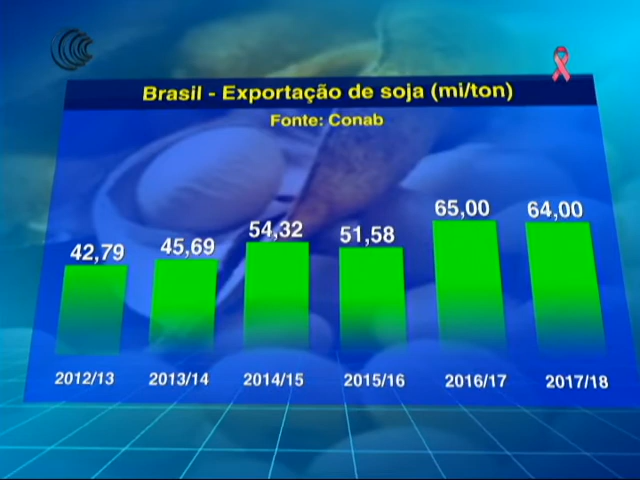 Brasil - Exportação de soja (mi/ton)
Fonte: Conab
42,79 45,69 54,32 51,58 65,00 64,00
2012/13 2013/14 2014/15 2015/16 2016/17 2017/18